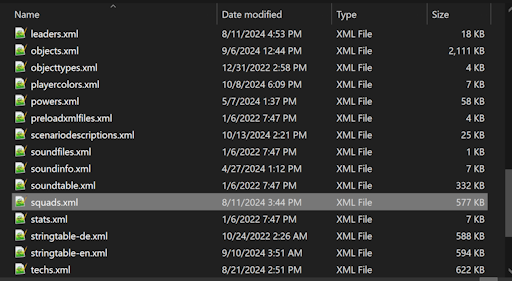 Name Date modified Type Size
leaders.xml 8/11/2024 4:53 PM XML File 18 KB
objects.xml 9/6/2024 12:44 PM XML File 2,111 KB
objecttypes.xml 12/31/2022 2:58 PM XML File 4 KB
playercolors.xml 10/8/2024 6:09 PM XML File 7 KB
powers.xml 5/7/2024 1:37 PM XML File 58 KB
preloadxmlfiles.xml 1/6/2022 7:47 PM XML File 4 KB
scenariodescriptions.xml 10/13/2024 2:21 PM XML File 25 KB
soundfiles.xml 1/6/2022 7:47 PM XML File 1 KB
soundinfo.xml 4/27/2024 1:12 PM XML File 7 KB
soundtable.xml 1/6/2022 7:47 PM XML File 332 KB
squads.xml 8/11/2024 3:44 PM XML File 577 KB
stats.xml 1/6/2022 7:47 PM XML File 7 KB
stringtable-de.xml 10/24/2022 2:26 AM XML File 588 KB
stringtable-en.xml 9/10/2024 3:51 AM XML File 594 KB
techs.xml 8/21/2024 2:51 PM XML File 622 KB